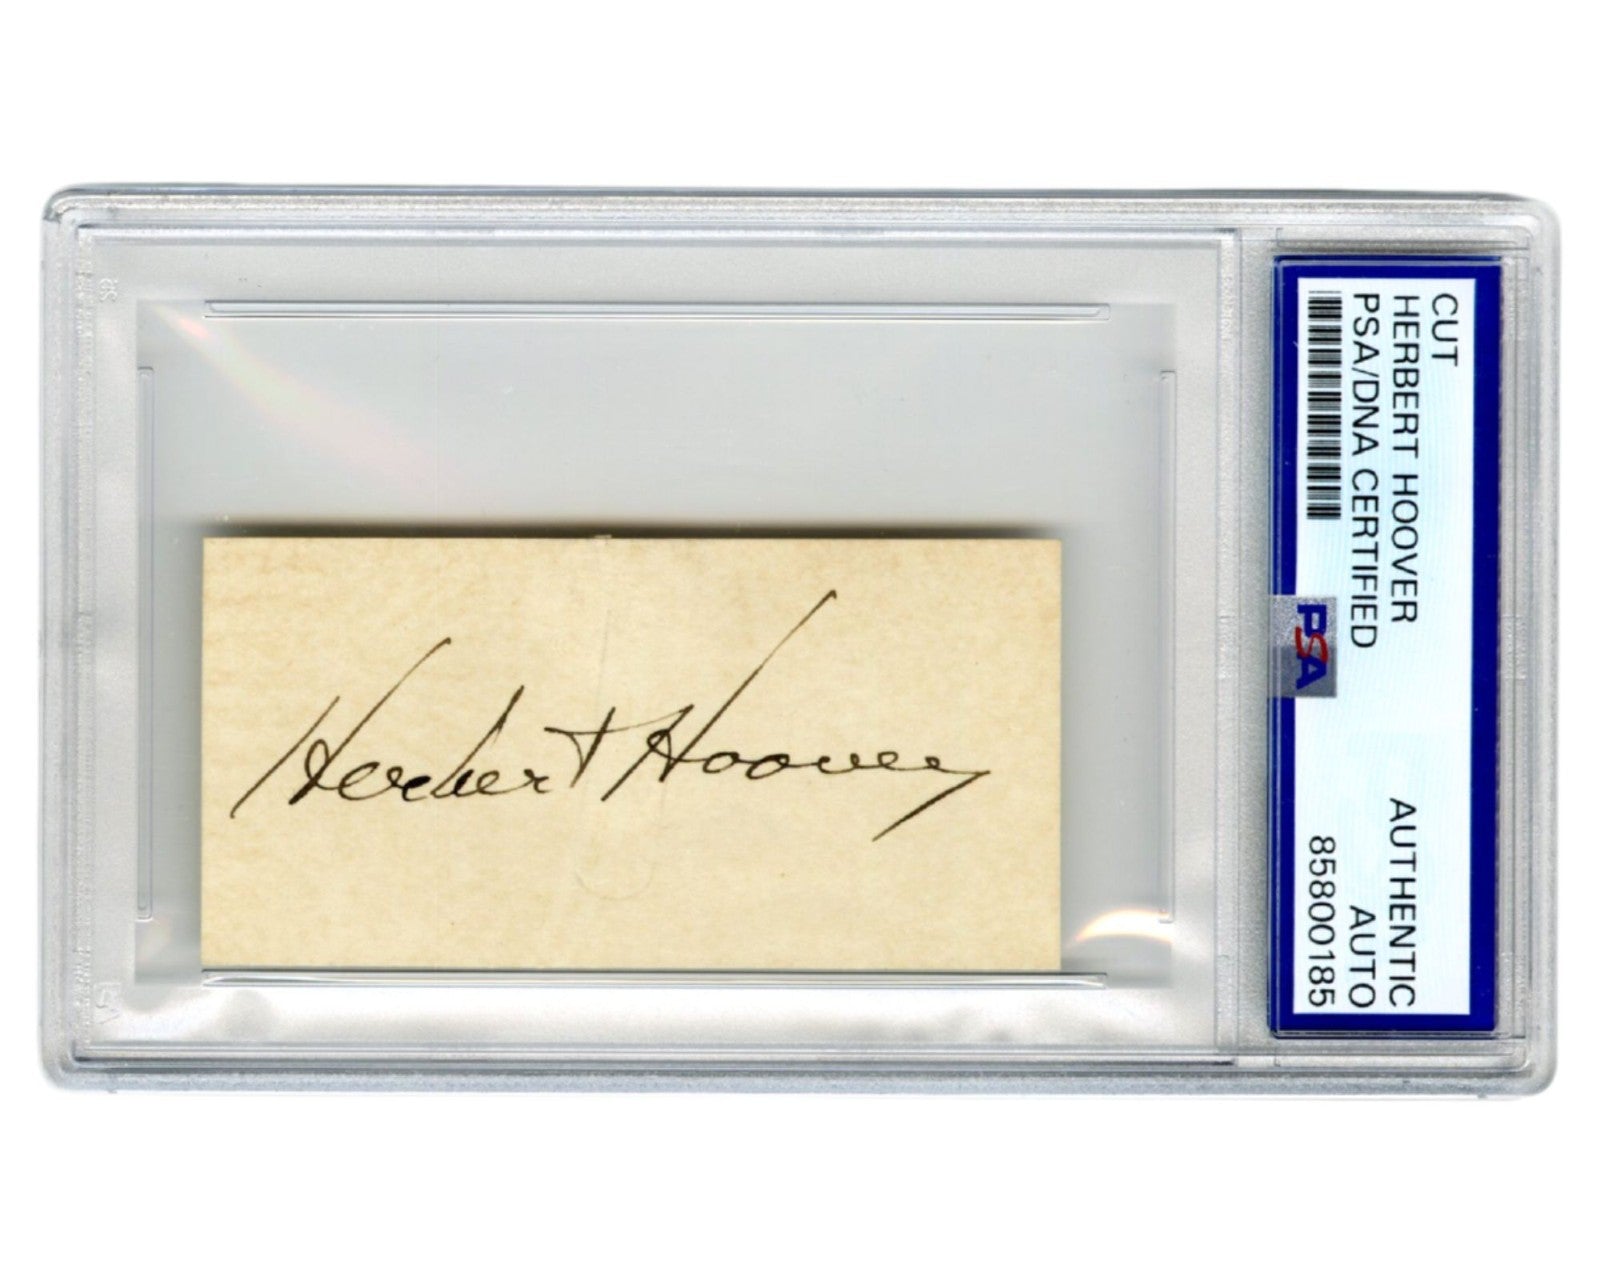 Herbert Hoover
CUT
HERBERT HOOVER
PSA/DNA CERTIFIED
AUTHENTIC
AUTO
85800185
PSA